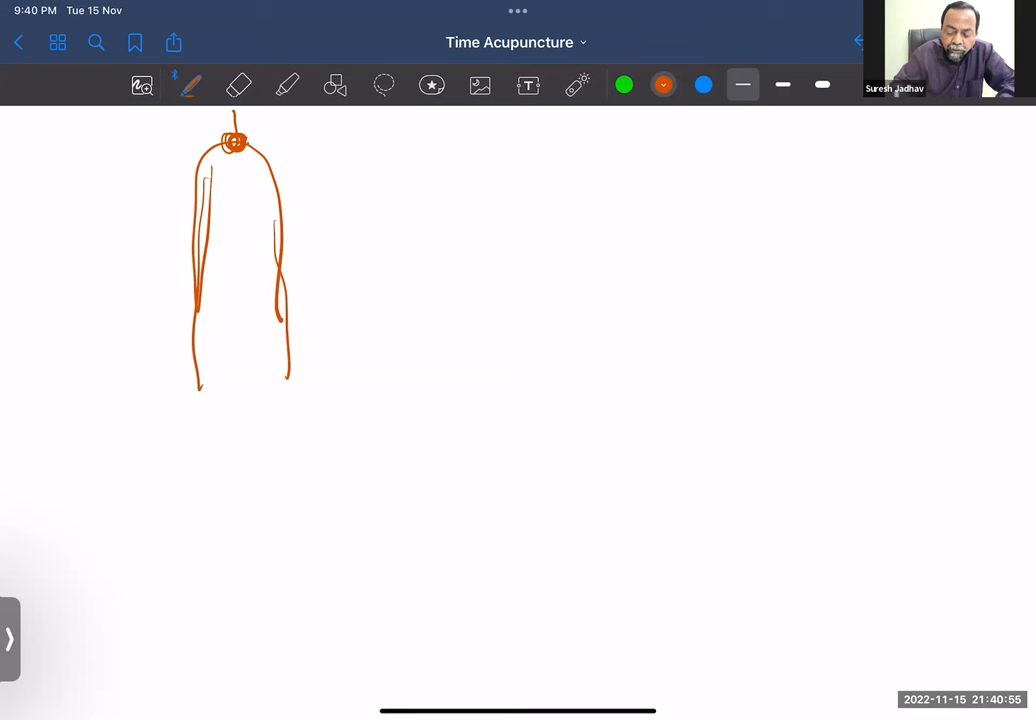 9:40 PM Tue 15 Nov
Time Acupuncture
T
Suresh Jadhav
2022-11-15 21:40:55